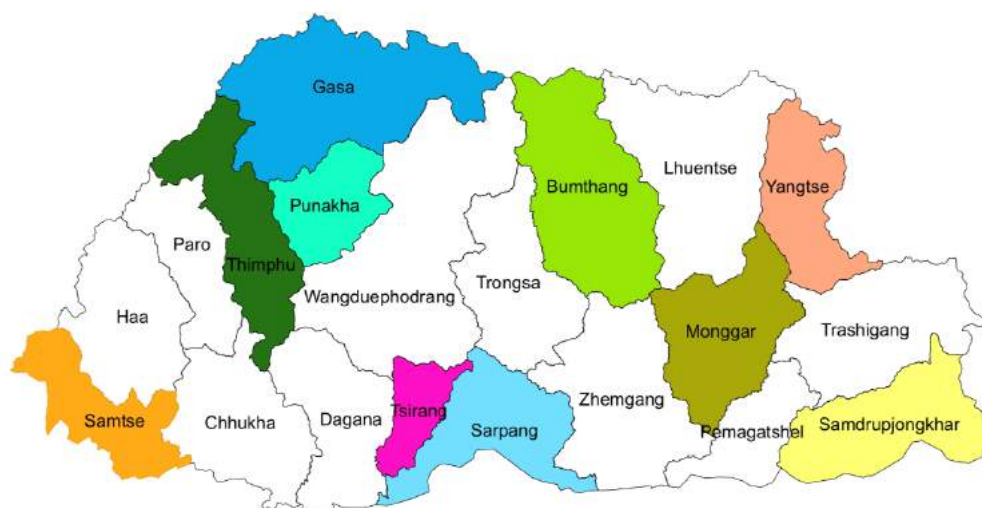 Gasa
Lhuentse
Bumthang
Yangtse
Punakha
Paro
Thimphu
Trongsa
Wangduephodrang
Haa
Monggar
Trashigang
Zhemgang
Tsirang
Samtse
Chhukha
Dagana
Sarpang
Pemagatshel
Samdrupjongkhar